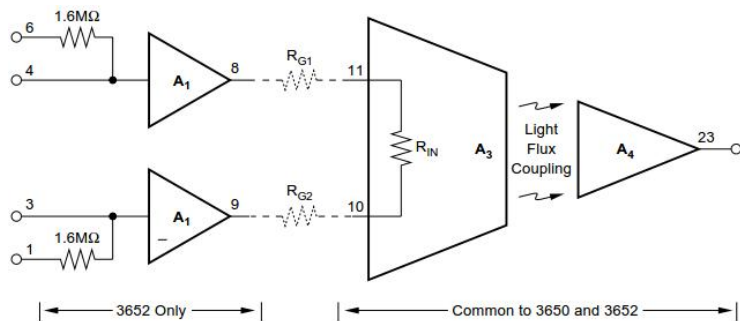 1.6MΩ
6
4
A1
8
RG1
11
RIN
A3
Light
Flux
Coupling
A4
23
3
A1
–
9
RG2
10
1
1.6MΩ
3652 Only
Common to 3650 and 3652